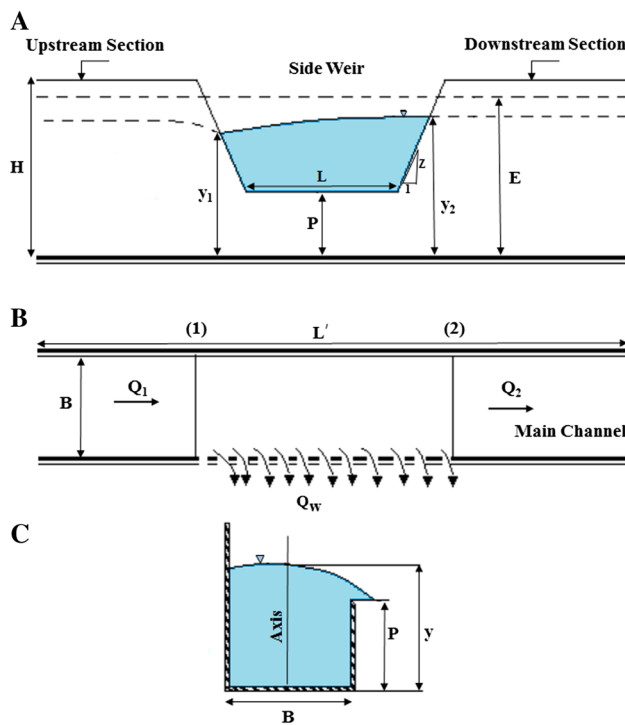 A
Upstream Section
Side Weir
Downstream Section
H
y1
L
P
1
Z
y2
E
B
(1)
L′
(2)
B
Q1
Q2
Main Channel
QW
C
Axis
P
y
B